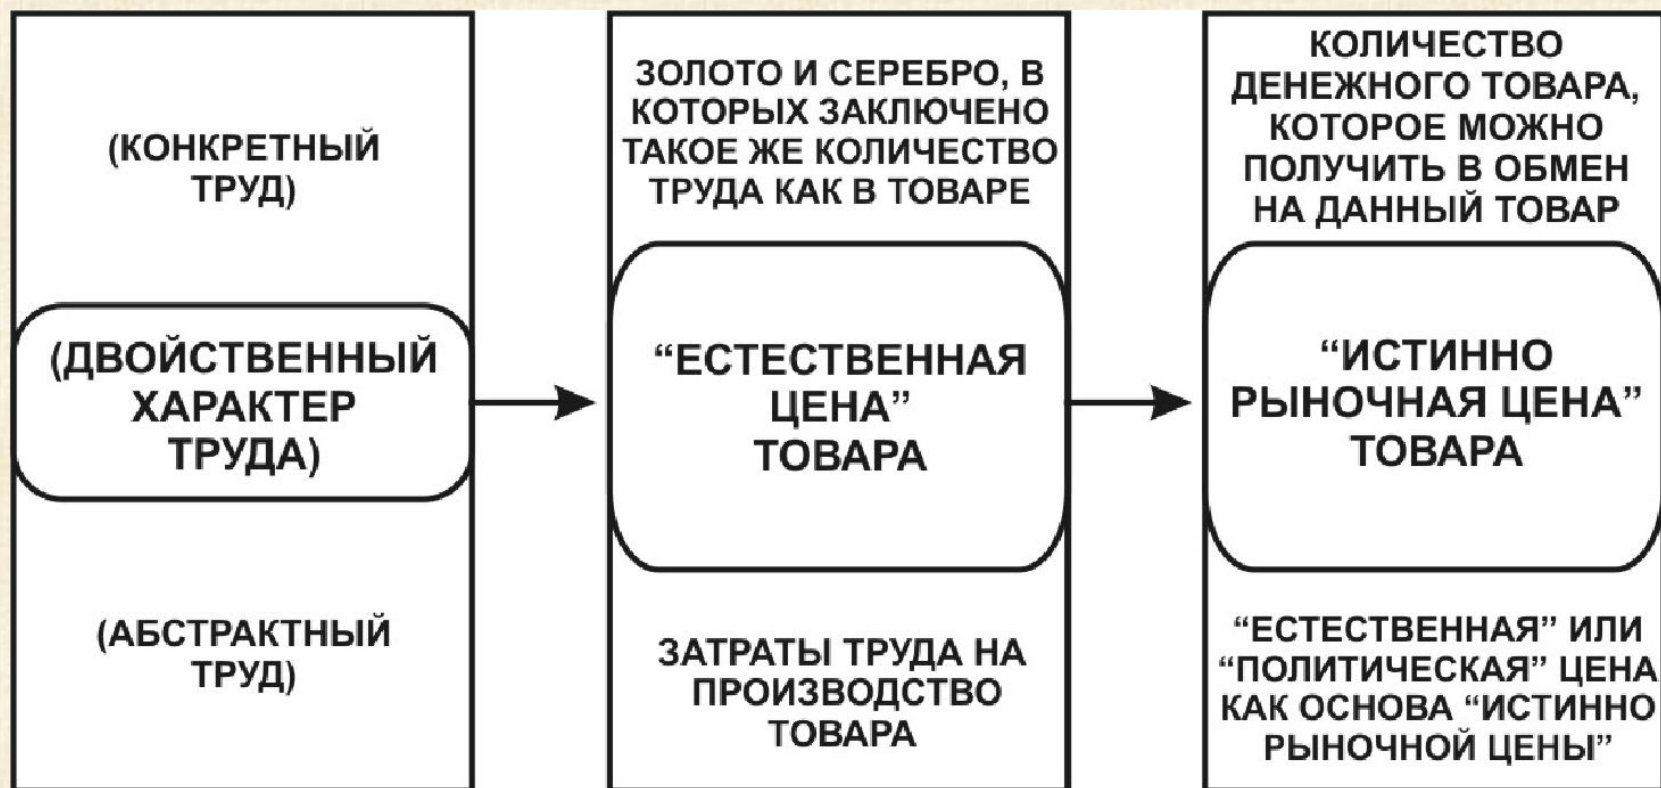 (КОНКРЕТНЫЙ
ТРУД)
(ДВОЙСТВЕННЫЙ
ХАРАКТЕР
ТРУДА)
(АБСТРАКТНЫЙ
ТРУД)
ЗОЛОТО И СЕРЕБРО, В
КОТОРЫХ ЗАКЛЮЧЕНО
ТАКОЕ ЖЕ КОЛИЧЕСТВО
ТРУДА КАК В ТОВАРЕ
“ЕСТЕСТВЕННАЯ
ЦЕНА”
ТОВАРА
ЗАТРАТЫ ТРУДА НА
ПРОИЗВОДСТВО
ТОВАРА
КОЛИЧЕСТВО
ДЕНЕЖНОГО ТОВАРА,
КОТОРОЕ МОЖНО
ПОЛУЧИТЬ В ОБМЕН
НА ДАННЫЙ ТОВАР
“ИСТИННО
РЫНОЧНАЯ ЦЕНА”
ТОВАРА
“ЕСТЕСТВЕННАЯ” ИЛИ
“ПОЛИТИЧЕСКАЯ” ЦЕНА
КАК ОСНОВА “ИСТИННО
РЫНОЧНОЙ ЦЕНЫ”